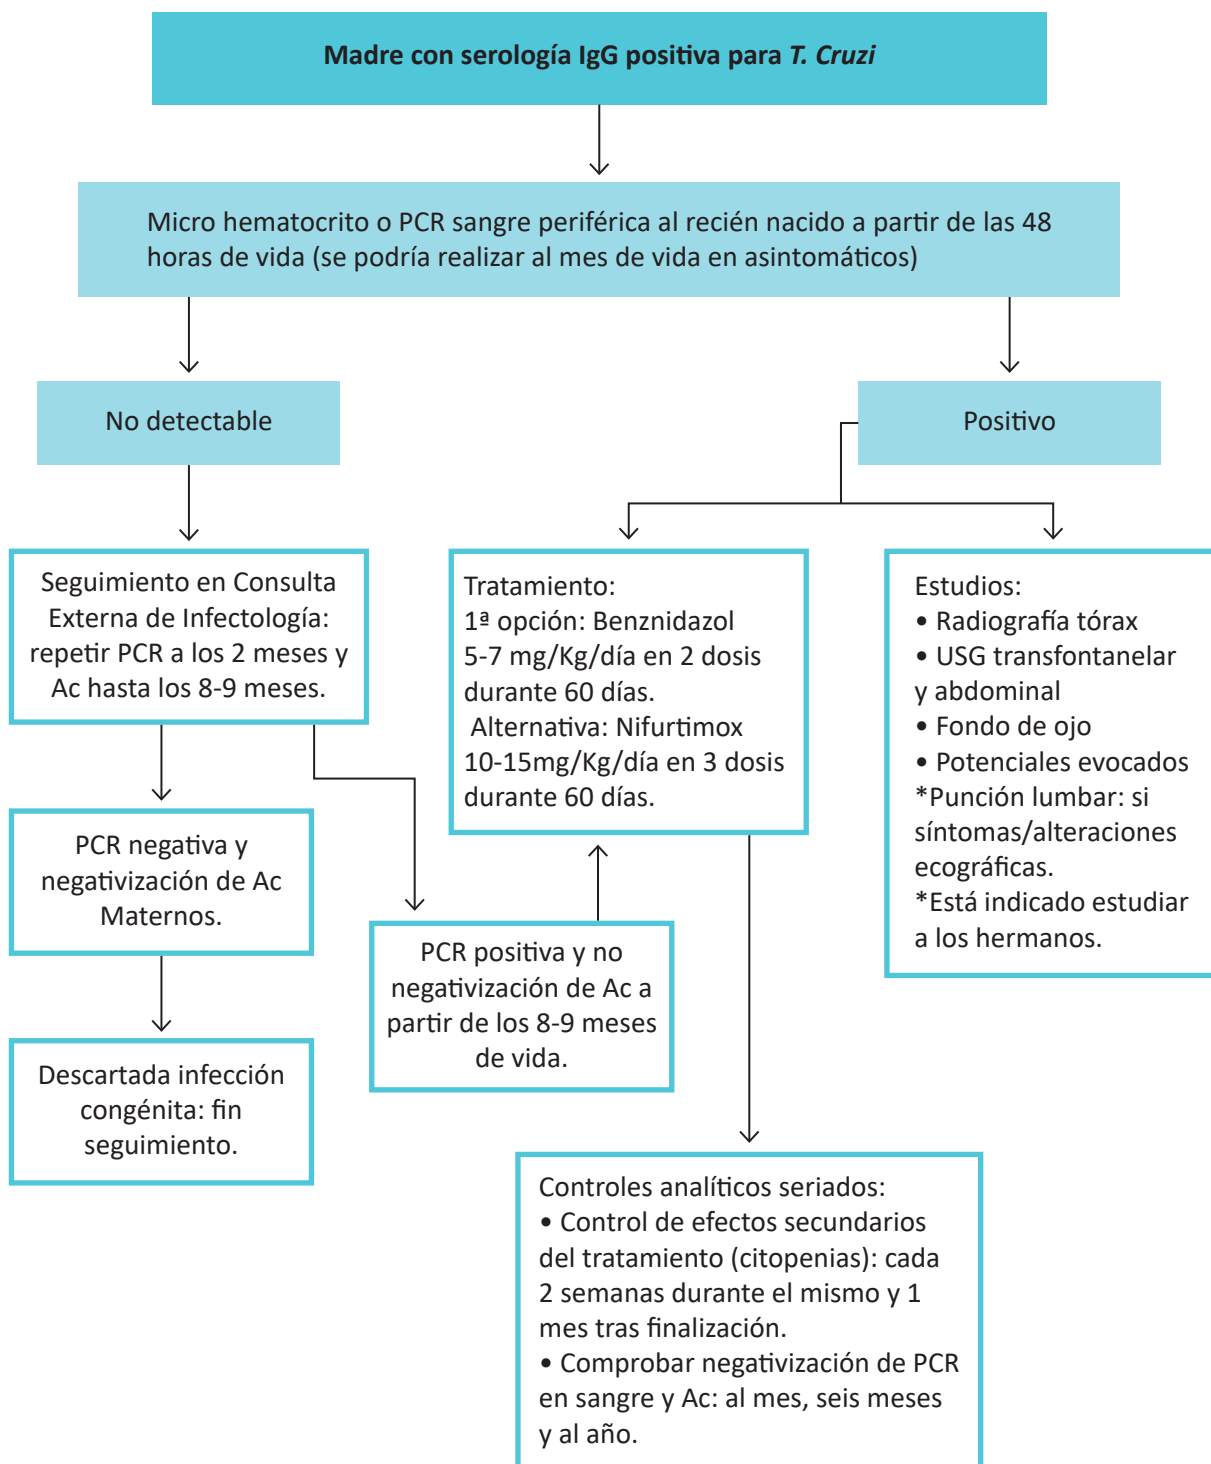 Madre con serología IgG positiva para T. Cruzi
Micro hematocrito o PCR sangre periférica al recién nacido a partir de las 48
horas de vida (se podría realizar al mes de vida en asintomáticos)
No detectable
Positivo
Seguimiento en Consulta
Externa de Infectología:
repetir PCR a los 2 meses y
Ac hasta los 8-9 meses.
Tratamiento:
1ª opción: Benznidazol
5-7 mg/Kg/día en 2 dosis
durante 60 días.
Alternativa: Nifurtimox
10-15mg/Kg/día en 3 dosis
durante 60 días.
Estudios:
• Radiografía tórax
• USG transfontanelar
y abdominal
• Fondo de ojo
• Potenciales evocados
*Punción lumbar: si
síntomas/alteraciones
ecográficas.
*Está indicado estudiar
a los hermanos.
PCR negativa y
negativización de Ac
Maternos.
PCR positiva y no
negativización de Ac a
partir de los 8-9 meses
de vida.
Descartada infección
congénita: fin
seguimiento.
Controles analíticos seriados:
• Control de efectos secundarios
del tratamiento (citopenias): cada
2 semanas durante el mismo y 1
mes tras finalización.
• Comprobar negativización de PCR
en sangre y Ac: al mes, seis meses
y al año.